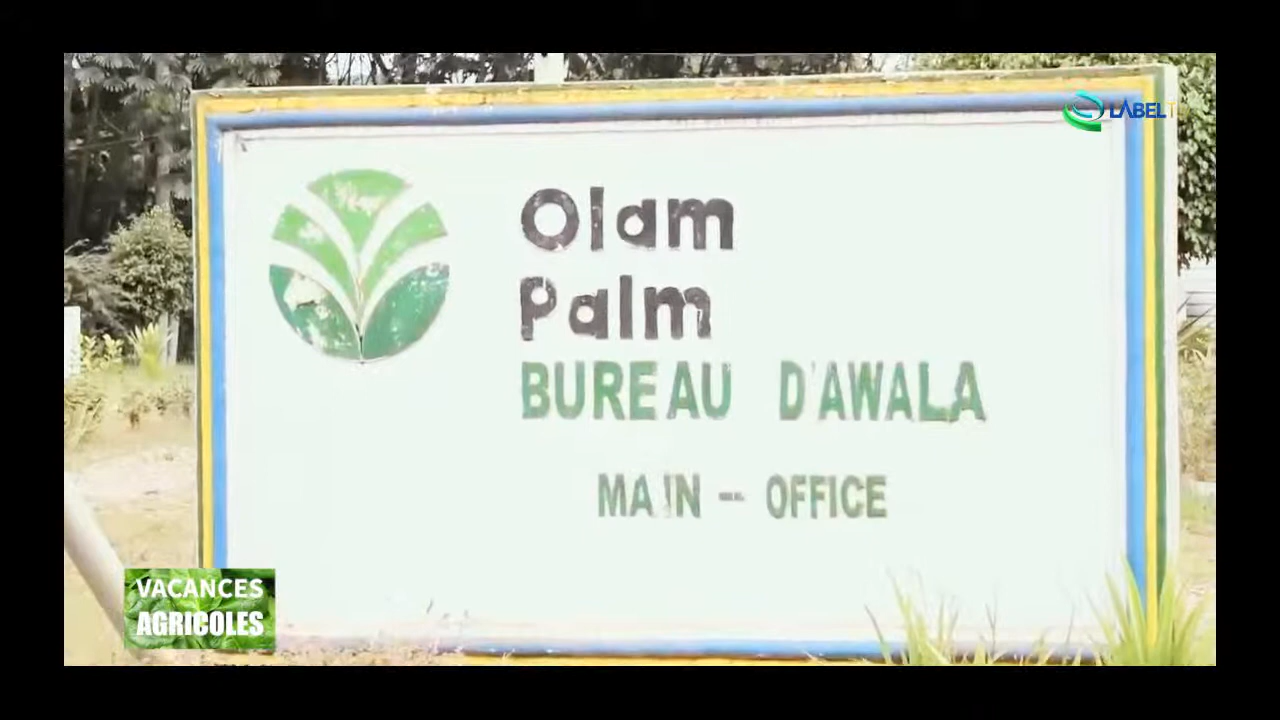 LABEL T
Olam
Palm
BUREAU D'AWALA
MAIN - OFFICE
VACANCES
AGRICOLES